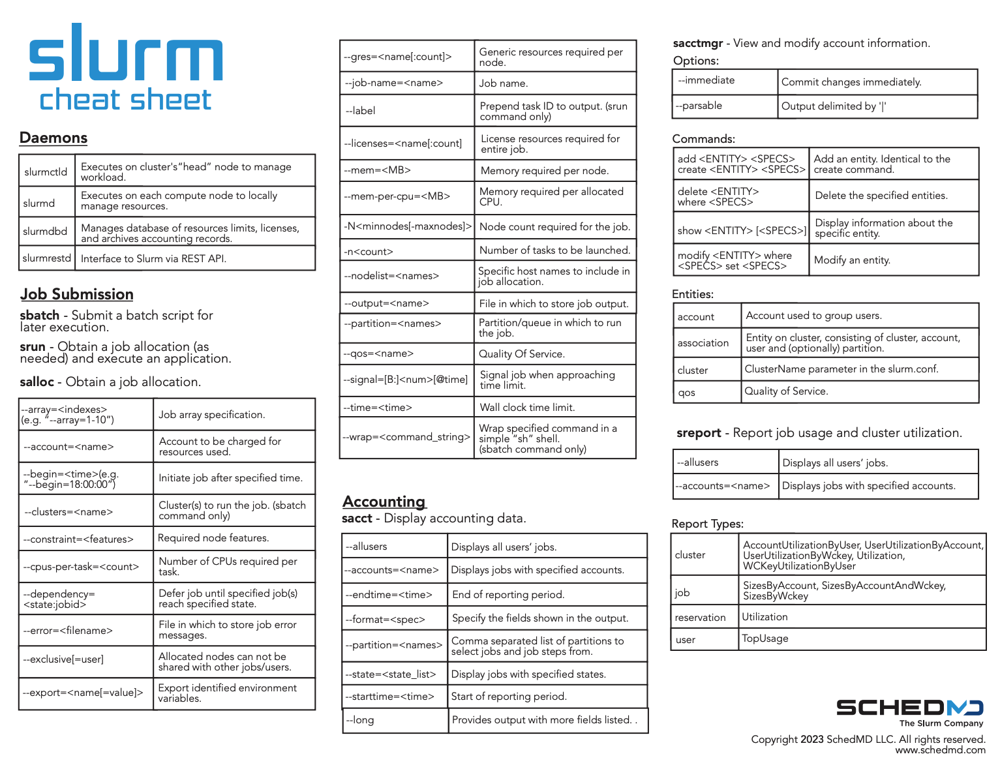 slurm
cheat sheet
Daemons
slurmctld
Executes on cluster's“head” node to manage
workload.
slurmd
Executes on each compute node to locally
manage resources.
slurmdbd
Manages database of resources limits, licenses,
and archives accounting records.
slurmrestd
Interface to Slurm via REST API.
Job Submission
sbatch - Submit a batch script for
later execution.
srun - Obtain a job allocation (as
needed) and execute an application.
salloc - Obtain a job allocation.
--array=<indexes>
(e.g. “--array=1-10”)
Job array specification.
--account=<name>
Account to be charged for
resources used.
--begin=<time>(e.g.
“--begin=18:00:00”)
Initiate job after specified time.
--clusters=<name>
Cluster(s) to run the job. (sbatch
command only)
--constraint=<features>
Required node features.
--cpus-per-task=<count>
Number of CPUs required per
task.
--dependency=
<state:jobid>
Defer job until specified job(s)
reach specified state.
--error=<filename>
File in which to store job error
messages.
--exclusive[=user]
Allocated nodes can not be
shared with other jobs/users.
--export=<name[=value]>
Export identified environment
variables.
--gres=<name[:count]>
Generic resources required per
node.
--job-name=<name>
Job name.
--label
Prepend task ID to output. (srun
command only)
--licenses=<name[:count]
License resources required for
entire job.
--mem=<MB>
Memory required per node.
--mem-per-cpu=<MB>
Memory required per allocated
CPU.
-N<minnodes[-maxnodes]>
Node count required for the job.
-n<count>
Number of tasks to be launched.
--nodelist=<names>
Specific host names to include in
job allocation.
--output=<name>
File in which to store job output.
--partition=<names>
Partition/queue in which to run
the job.
--qos=<name>
Quality Of Service.
--signal=[B:]<num>[@time]
Signal job when approaching
time limit.
--time=<time>
Wall clock time limit.
--wrap=<command_string>
Wrap specified command in a
simple “sh” shell.
(sbatch command only)
Accounting
sacct - Display accounting data.
--allusers
Displays all users’ jobs.
--accounts=<name>
Displays jobs with specified accounts.
--endtime=<time>
End of reporting period.
--format=<spec>
Specify the fields shown in the output.
--partition=<names>
Comma separated list of partitions to
select jobs and job steps from.
--state=<state_list>
Display jobs with specified states.
--starttime=<time>
Start of reporting period.
--long
Provides output with more fields listed. .
sacctmgr - View and modify account information.
Options:
--immediate
Commit changes immediately.
--parsable
Output delimited by '|'
Commands:
add <ENTITY> <SPECS>
create <ENTITY> <SPECS>
Add an entity. Identical to the
create command.
delete <ENTITY>
where <SPECS>
Delete the specified entities.
show <ENTITY> [<SPECS>]
Display information about the
specific entity.
modify <ENTITY> where
<SPECS> set <SPECS>
Modify an entity.
Entities:
account
Account used to group users.
association
Entity on cluster, consisting of cluster, account,
user and (optionally) partition.
cluster
ClusterName parameter in the slurm.conf.
qos
Quality of Service.
sreport - Report job usage and cluster utilization.
--allusers
Displays all users’ jobs.
--accounts=<name>
Displays jobs with specified accounts.
Report Types:
cluster
AccountUtilizationByUser, UserUtilizationByAccount,
UserUtilizationByWckey, Utilization,
WCKeyUtilizationByUser
job
SizesByAccount, SizesByAccountAndWckey,
SizesByWckey
reservation
Utilization
user
TopUsage
SCHEDMD
The Slurm Company
Copyright 2023 SchedMD LLC. All rights reserved.
www.schedmd.com